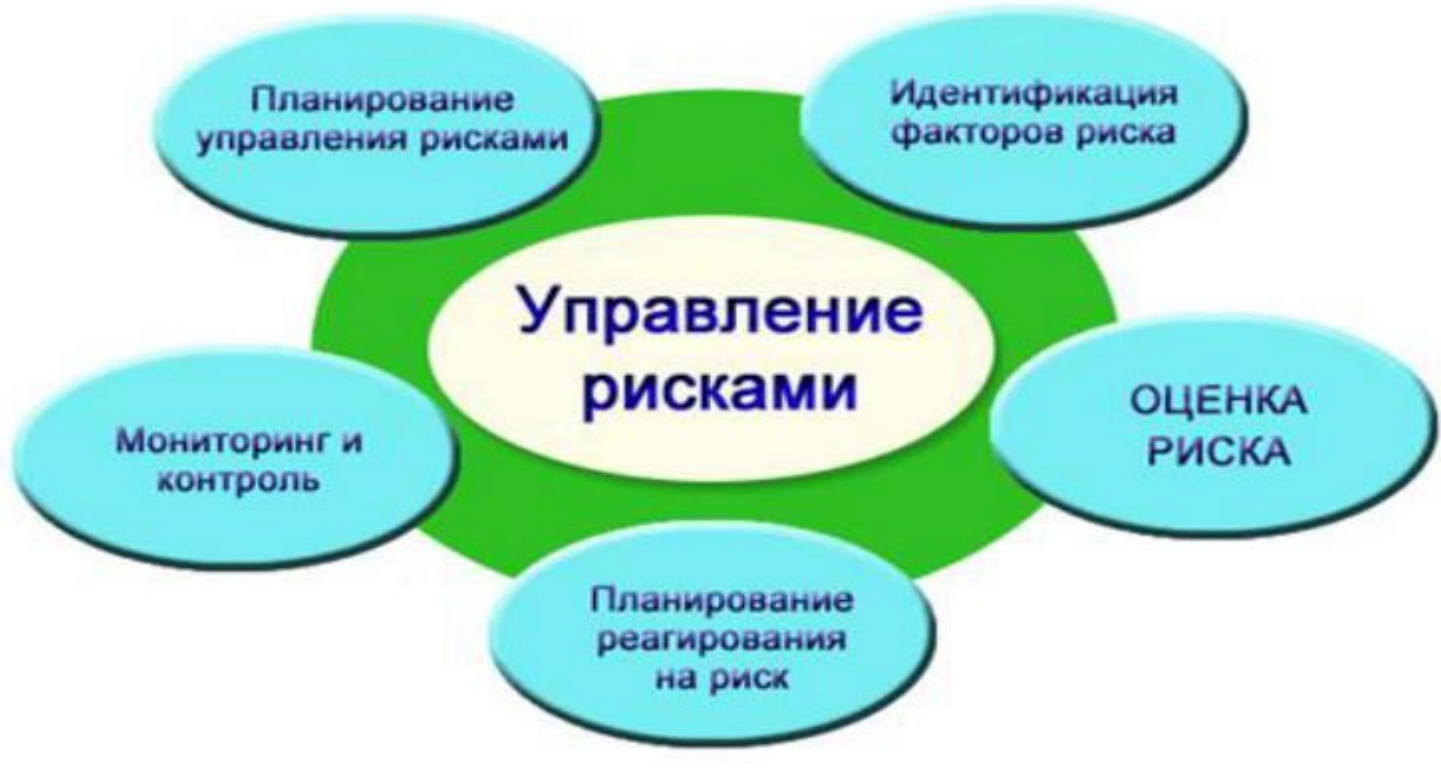 Планирование
управления рисками
Идентификация
факторов риска
Управление
рисками
ОЦЕНКА
РИСКА
Мониторинг и
контроль
Планирование
реагирования
на риск